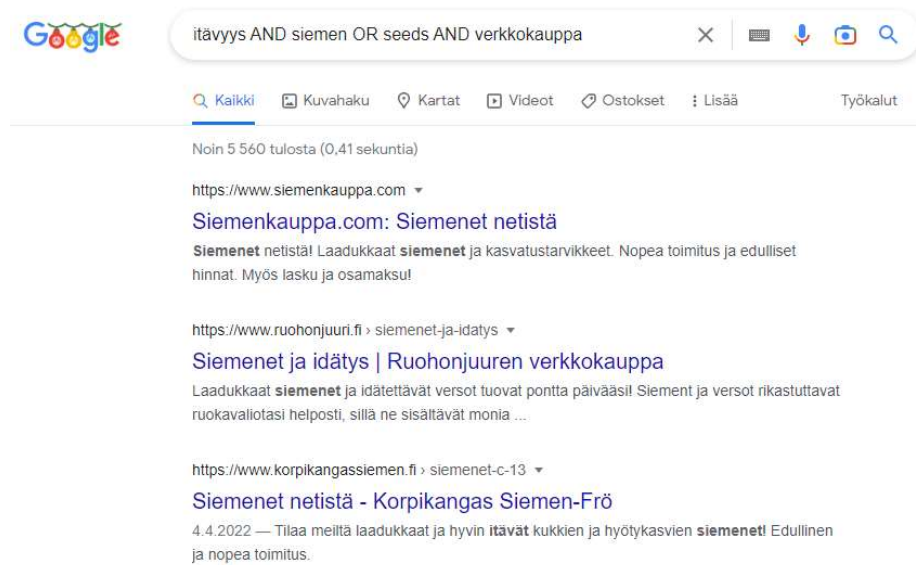 Google
itävyys AND siemen OR seeds AND verkkokauppa
Kaikki Kuvahaku Kartat Videot Ostokset Lisää Työkalut
Noin 5 560 tulosta (0,41 sekuntia)
https://www.siemenkauppa.com
Siemenkauppa.com: Siemenet netistä
Siemenet netistä! Laadukkaat siemenet ja kasvatustarvikkeet. Nopea toimitus ja edulliset
hinnat. Myös lasku ja osamaksu!
https://www.ruohonjuuri.fi › siemenet-ja-idatys
Siemenet ja idätys | Ruohonjuuren verkkokauppa
Laadukkaat siemenet ja idätettävät versot tuovat pontta päivääsi! Siement ja versot rikastuttavat
ruokavaliotasi helposti, sillä ne sisältävät monia ...
https://www.korpikangassiemen.fi › siemenet-c-13
Siemenet netistä - Korpikangas Siemen-Frö
4.4.2022 — Tilaa meiltä laadukkaat ja hyvin itävät kukkien ja hyötykasvien siemenet! Edullinen
ja nopea toimitus.